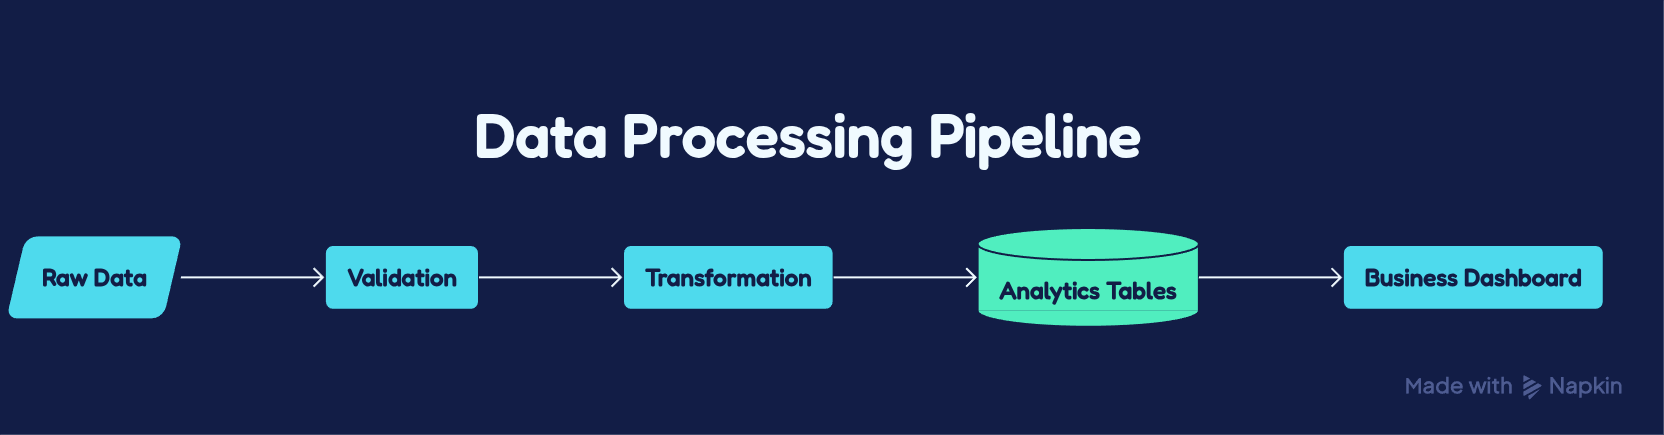 Data Processing Pipeline
Raw Data
Validation
Transformation
Analytics Tables
Business Dashboard
Made with Napkin